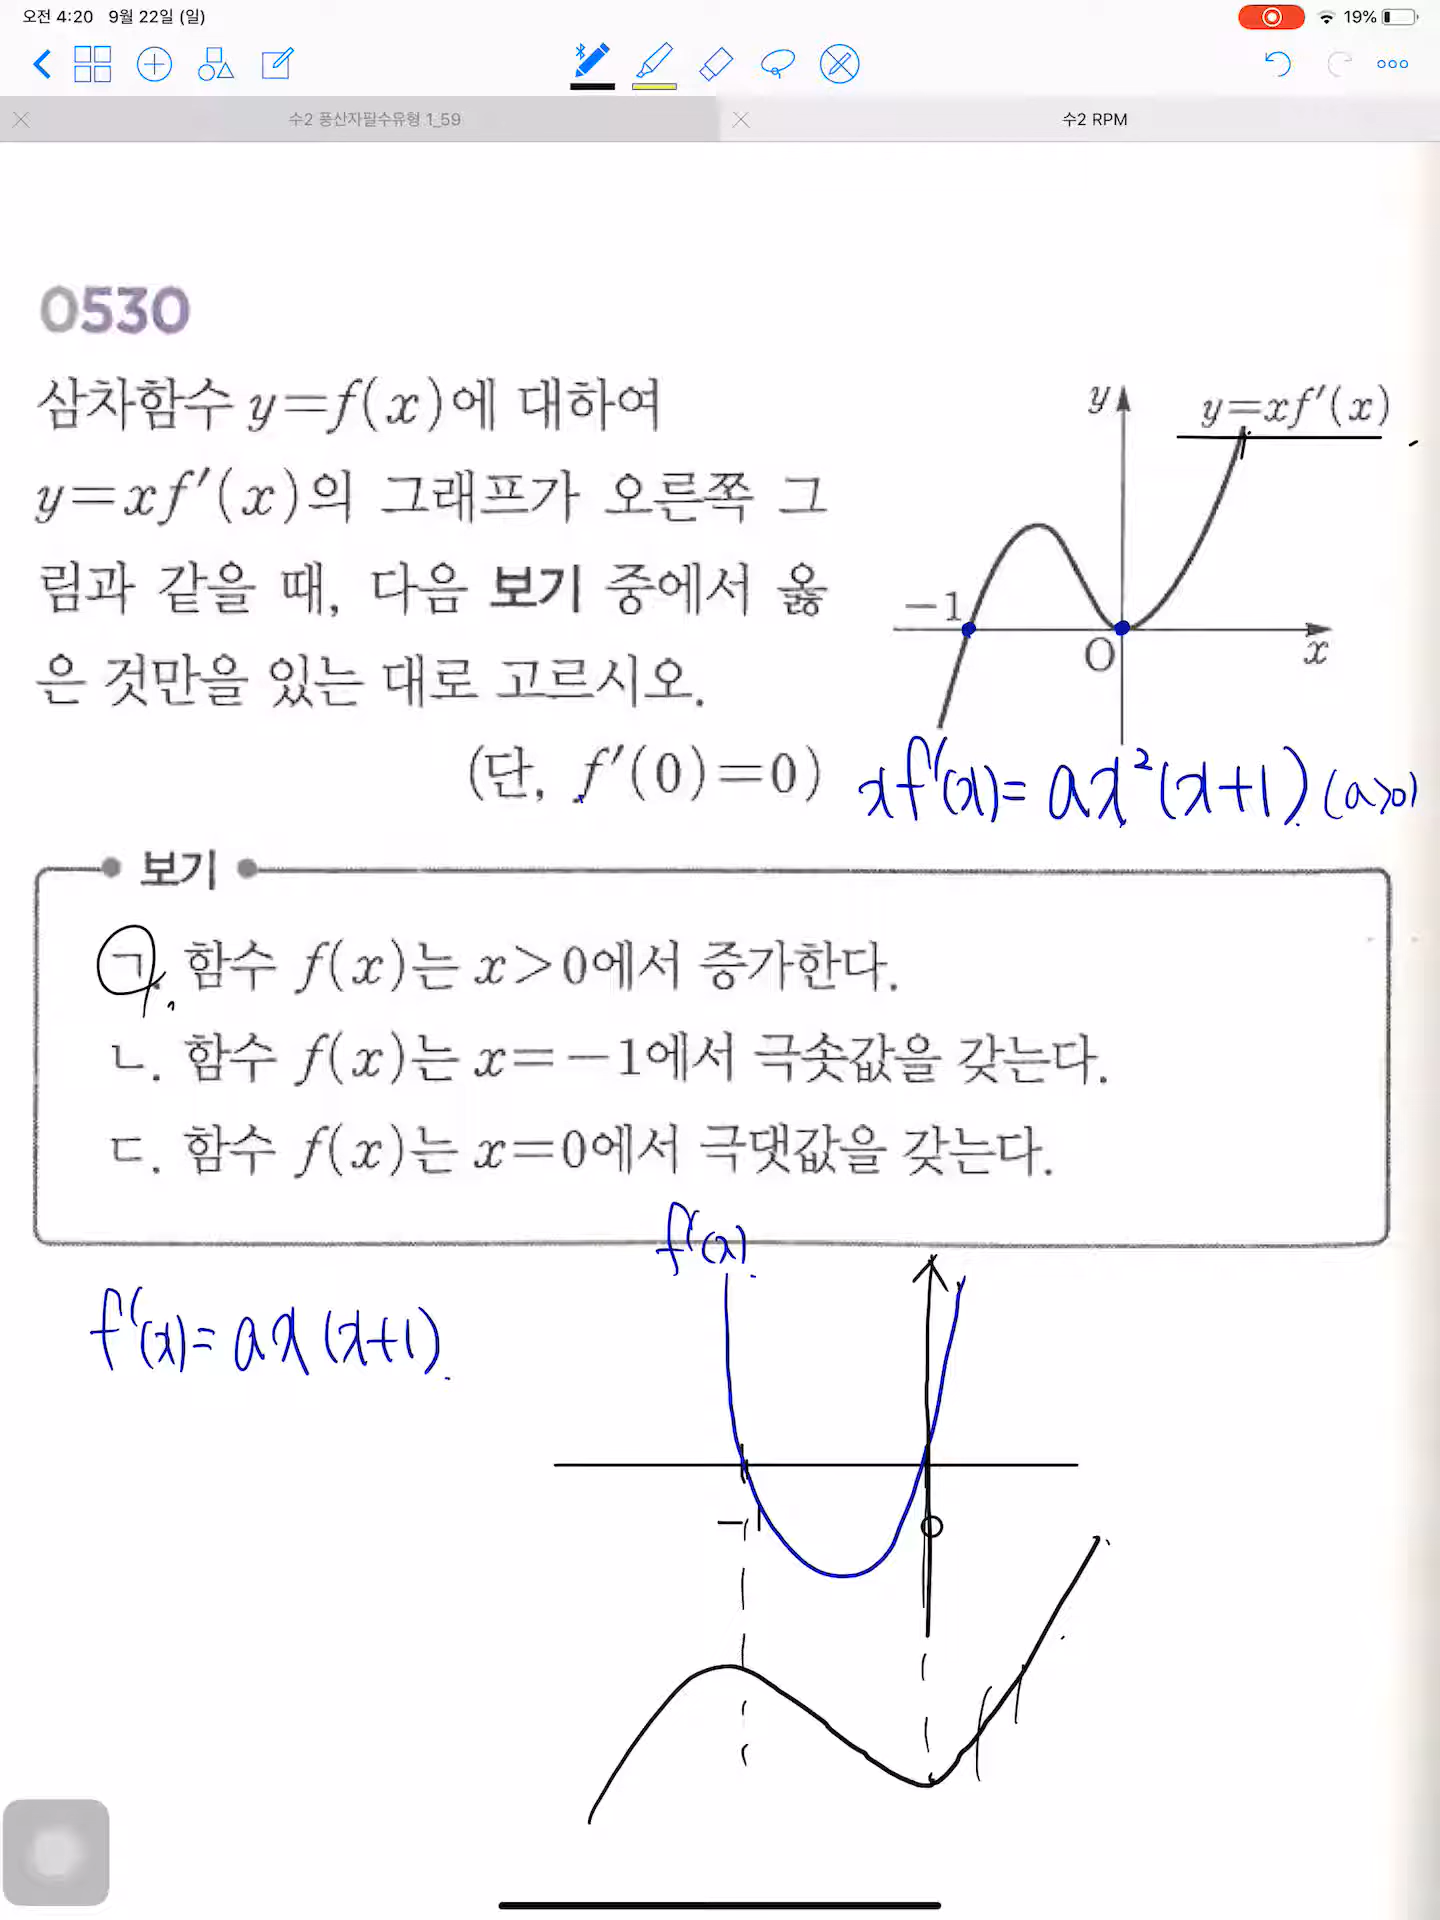 오전 4:20 9월 22일 (일) 19%
수2 풍산자필수유형 1_59 수2 RPM
0530
삼차함수 y=f(x)에 대하여
y=xf′(x)의 그래프가 오른쪽 그
림과 같을 때, 다음 보기 중에서 옳
은 것만을 있는 대로 고르시오.
(단, f′(0)=0)
y
y=xf′(x)
-1
O
x
xf′(x)= ax²(x+1) (a>0)
보기
ㄱ. 함수 f(x)는 x>0에서 증가한다.
ㄴ. 함수 f(x)는 x=-1에서 극솟값을 갖는다.
ㄷ. 함수 f(x)는 x=0에서 극댓값을 갖는다.
f′(x)
f′(x)= ax(x+1)
-1
0